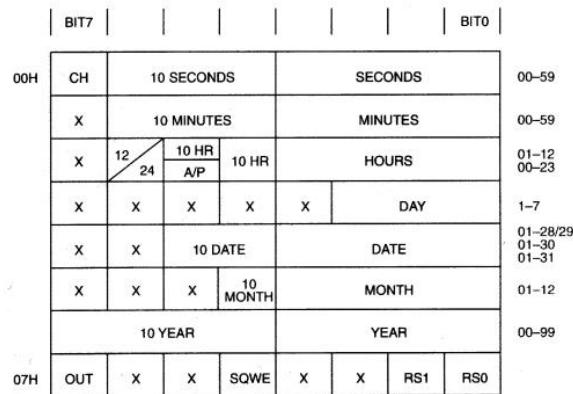 BIT7 BIT0
00H CH 10 SECONDS SECONDS 00–59
X 10 MINUTES MINUTES 00–59
X 12/24 10 HR A/P 10 HR HOURS 01–12 00–23
X X X X X DAY 1–7
X X 10 DATE DATE 01–28/29 01–30 01–31
X X X 10 MONTH MONTH 01–12
10 YEAR YEAR 00–99
07H OUT X X SQWE X X RS1 RS0